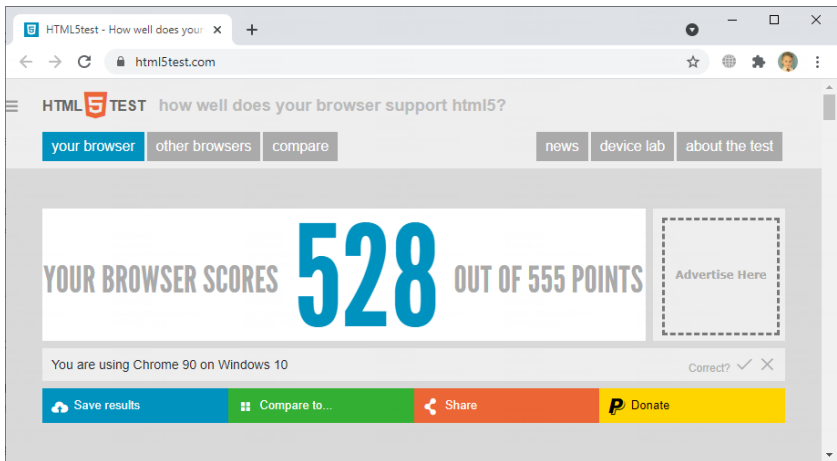 HTML5test - How well does your
html5test.com
HTML 5 TEST how well does your browser support html5?
your browser other browsers compare news device lab about the test
YOUR BROWSER SCORES 528 OUT OF 555 POINTS
Advertise Here
You are using Chrome 90 on Windows 10 Correct?
Save results Compare to... Share Donate